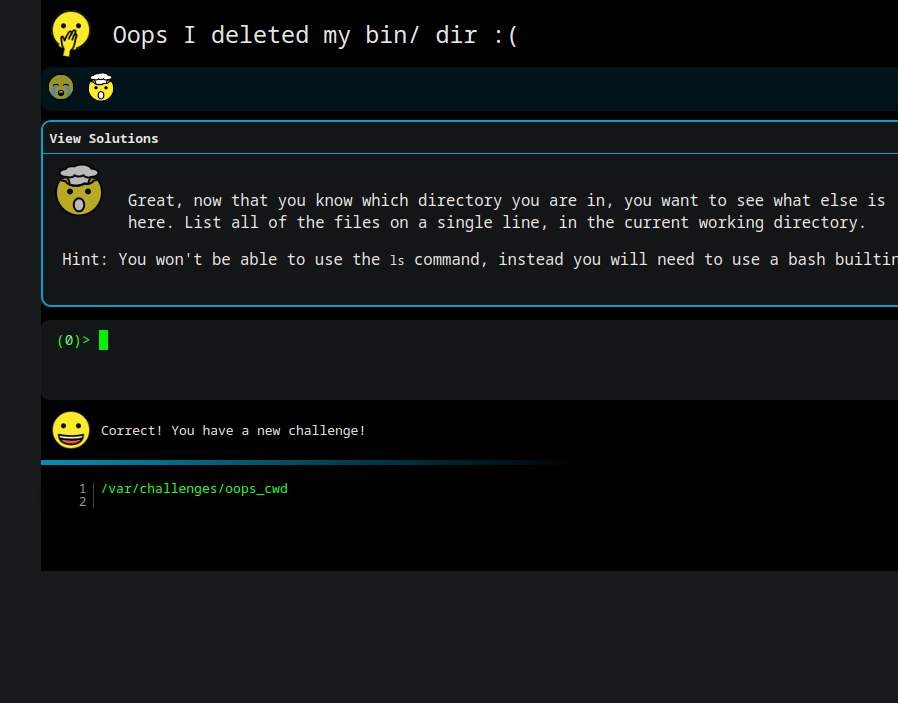 Oops I deleted my bin/ dir :(
View Solutions
Great, now that you know which directory you are in, you want to see what else is
here. List all of the files on a single line, in the current working directory.
Hint: You won't be able to use the ls command, instead you will need to use a bash builtin
(0)>
Correct! You have a new challenge!
1 /var/challenges/oops_cwd
2